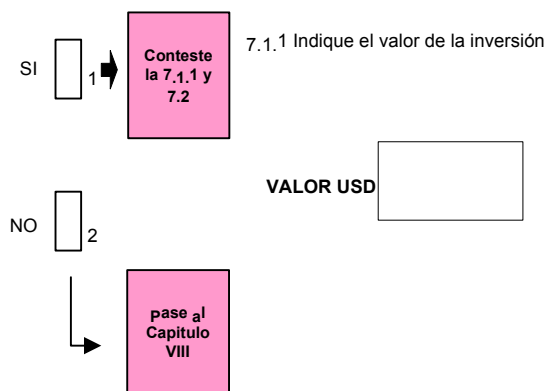 SI
1
Conteste
la 7.1.1 y
7.2
7.1.1 Indique el valor de la inversión
VALOR USD
NO
2
Pase al
Capitulo
VIII